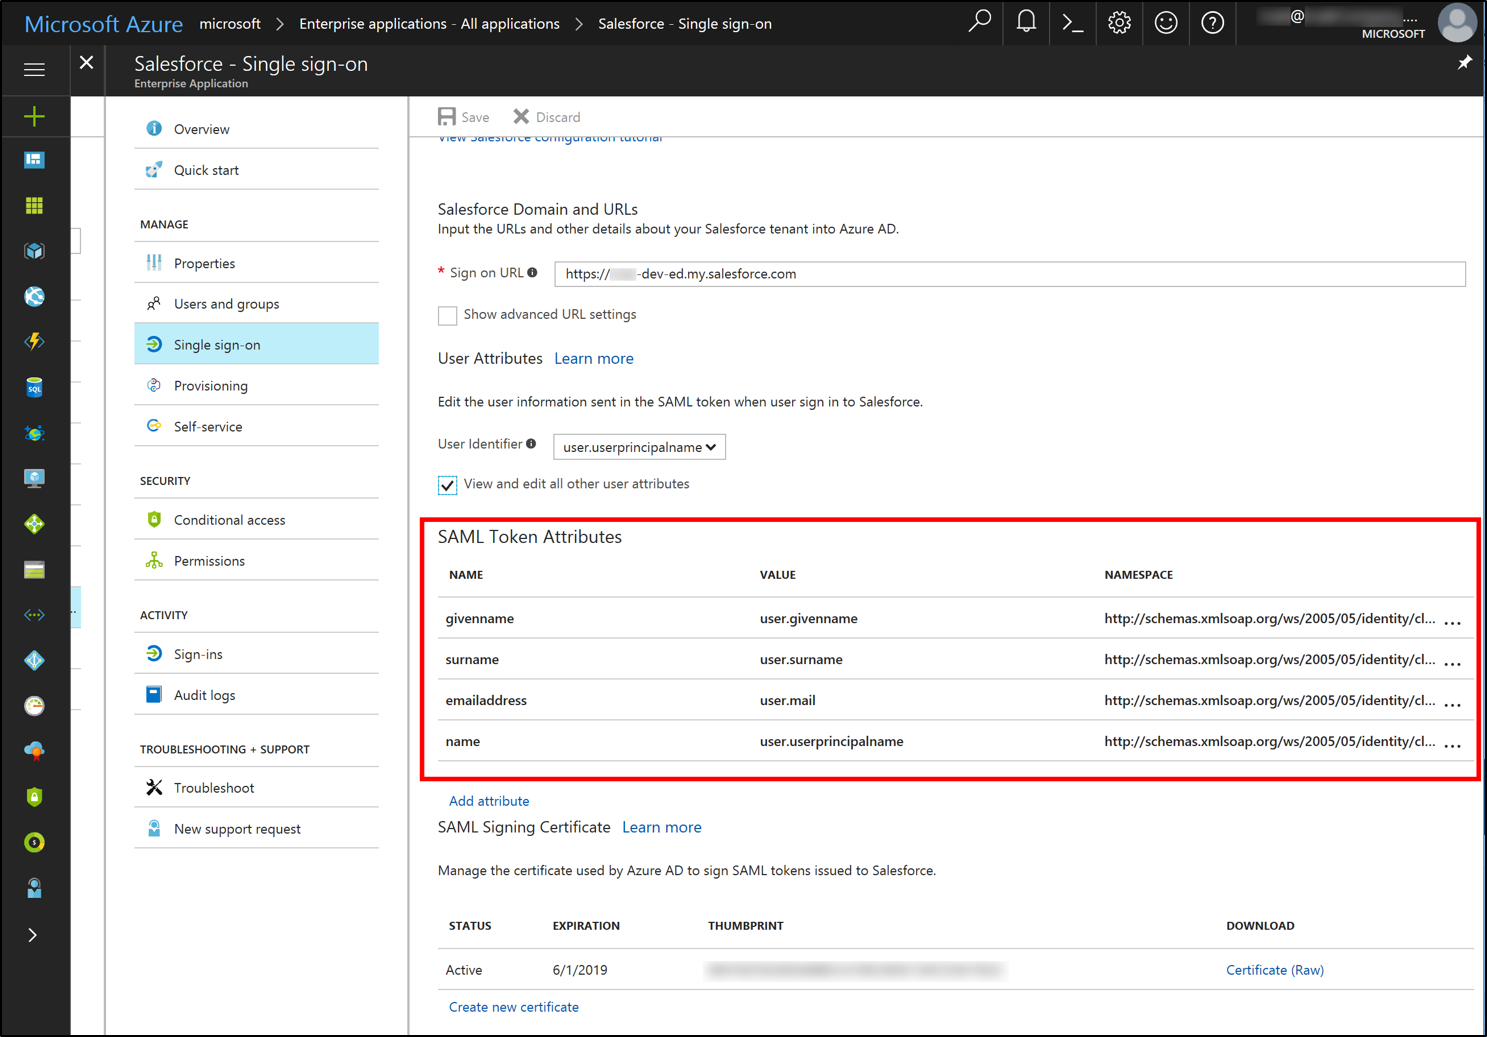 Microsoft Azure microsoft > Enterprise applications - All applications > Salesforce - Single sign-on
@ ....
MICROSOFT
Salesforce - Single sign-on
Enterprise Application
Overview
Quick start
MANAGE
Properties
Users and groups
Single sign-on
Provisioning
Self-service
SECURITY
Conditional access
Permissions
ACTIVITY
Sign-ins
Audit logs
TROUBLESHOOTING + SUPPORT
Troubleshoot
New support request
Save Discard
View Salesforce configuration tutorial
Salesforce Domain and URLs
Input the URLs and other details about your Salesforce tenant into Azure AD.
* Sign on URL https:// -dev-ed.my.salesforce.com
Show advanced URL settings
User Attributes Learn more
Edit the user information sent in the SAML token when user sign in to Salesforce.
User Identifier user.userprincipalname
View and edit all other user attributes
SAML Token Attributes
NAME VALUE NAMESPACE
givenname user.givenname http://schemas.xmlsoap.org/ws/2005/05/identity/cl... ...
surname user.surname http://schemas.xmlsoap.org/ws/2005/05/identity/cl... ...
emailaddress user.mail http://schemas.xmlsoap.org/ws/2005/05/identity/cl... ...
name user.userprincipalname http://schemas.xmlsoap.org/ws/2005/05/identity/cl... ...
Add attribute
SAML Signing Certificate Learn more
Manage the certificate used by Azure AD to sign SAML tokens issued to Salesforce.
STATUS EXPIRATION THUMBPRINT DOWNLOAD
Active 6/1/2019 Certificate (Raw)
Create new certificate